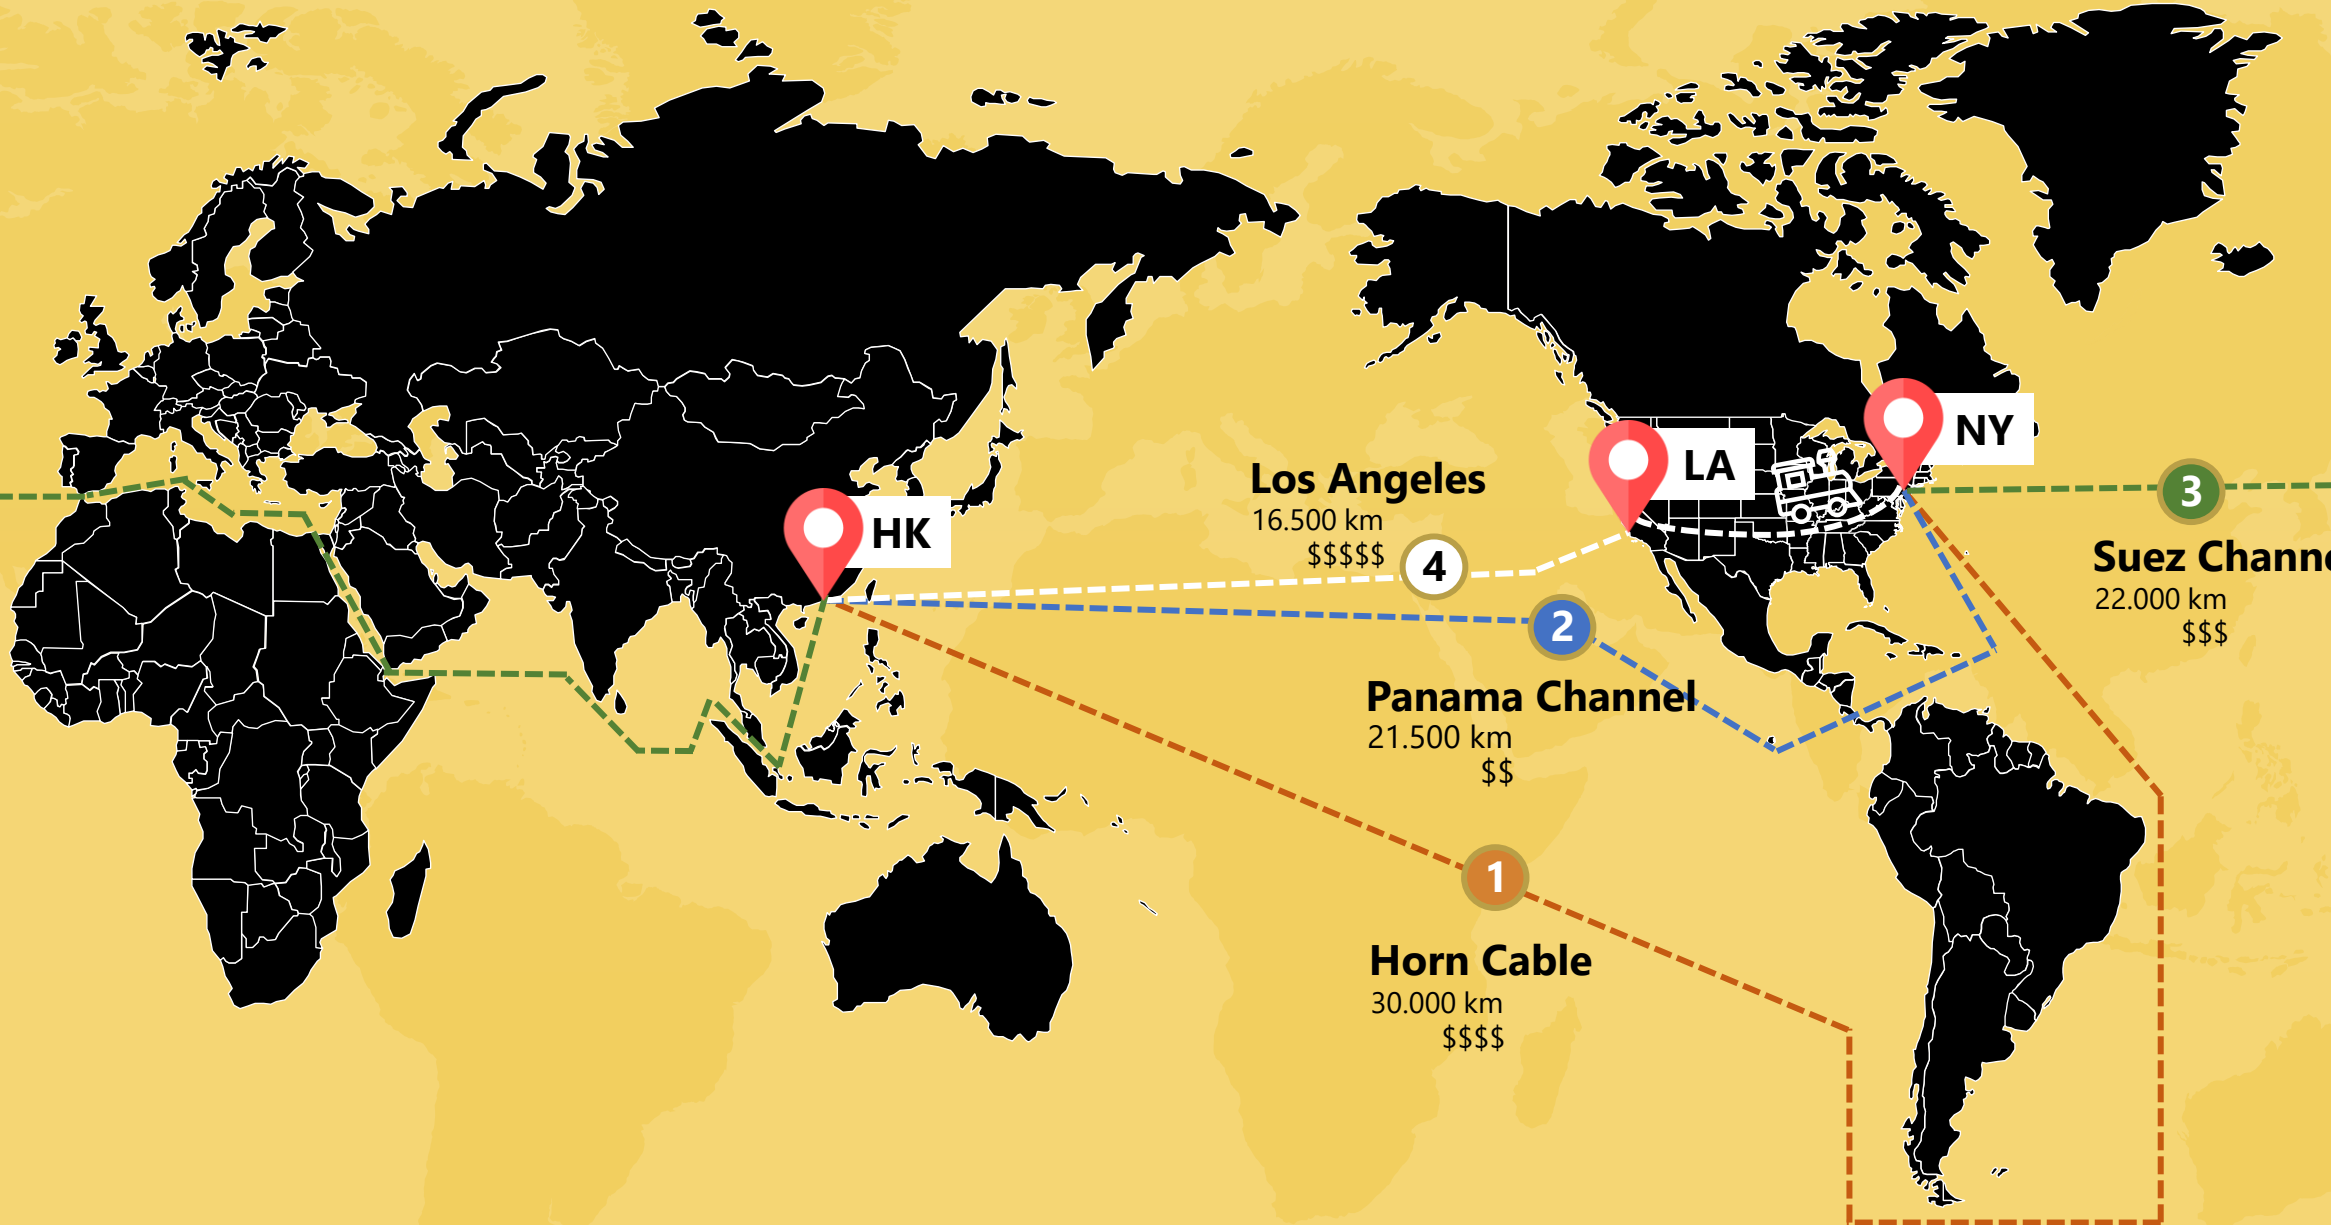 NY
LA
HK
Los Angeles
16.500 km
$$$$$
4
3
Suez Channe
22.000 km
$$$
2
Panama Channel
21.500 km
$$
1
Horn Cable
30.000 km
$$$$